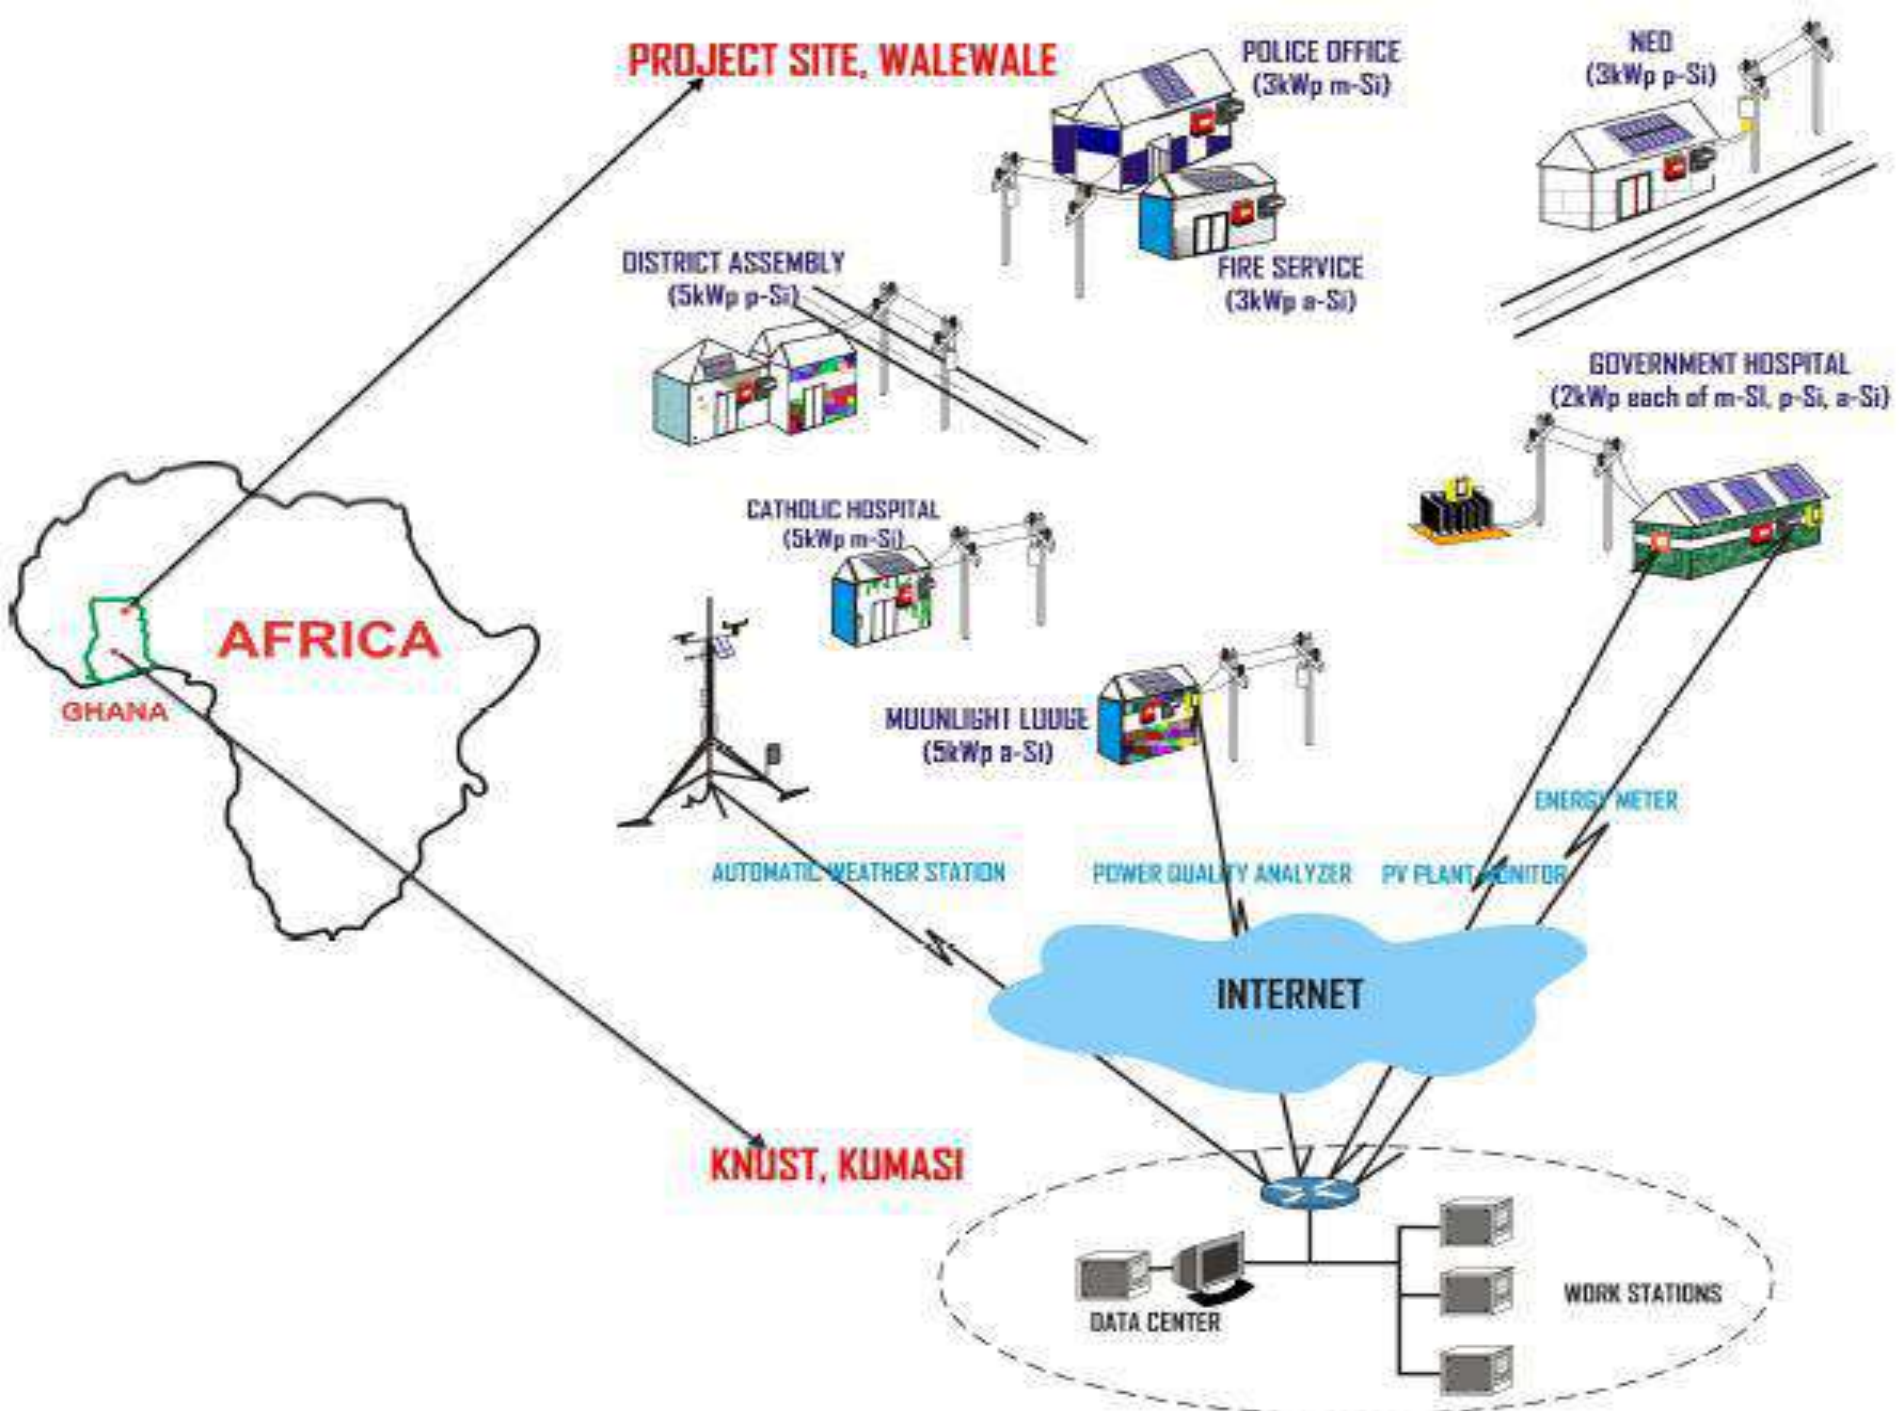 PROJECT SITE, WALEWALE
POLICE OFFICE
(3kWp m-Si)
NED
(3kWp p-Si)
DISTRICT ASSEMBLY
(5kWp p-Si)
FIRE SERVICE
(3kWp a-Si)
GOVERNMENT HOSPITAL
(2kWp each of m-SI, p-Si, a-Si)
CATHOLIC HOSPITAL
(5kWp m-Si)
AFRICA
GHANA
MOONLIGHT LODGE
(5kWp a-Si)
ENERGY METER
AUTOMATIC WEATHER STATION
POWER QUALITY ANALYZER
PV PLANT MONITOR
INTERNET
KNUST, KUMASI
DATA CENTER
WORK STATIONS